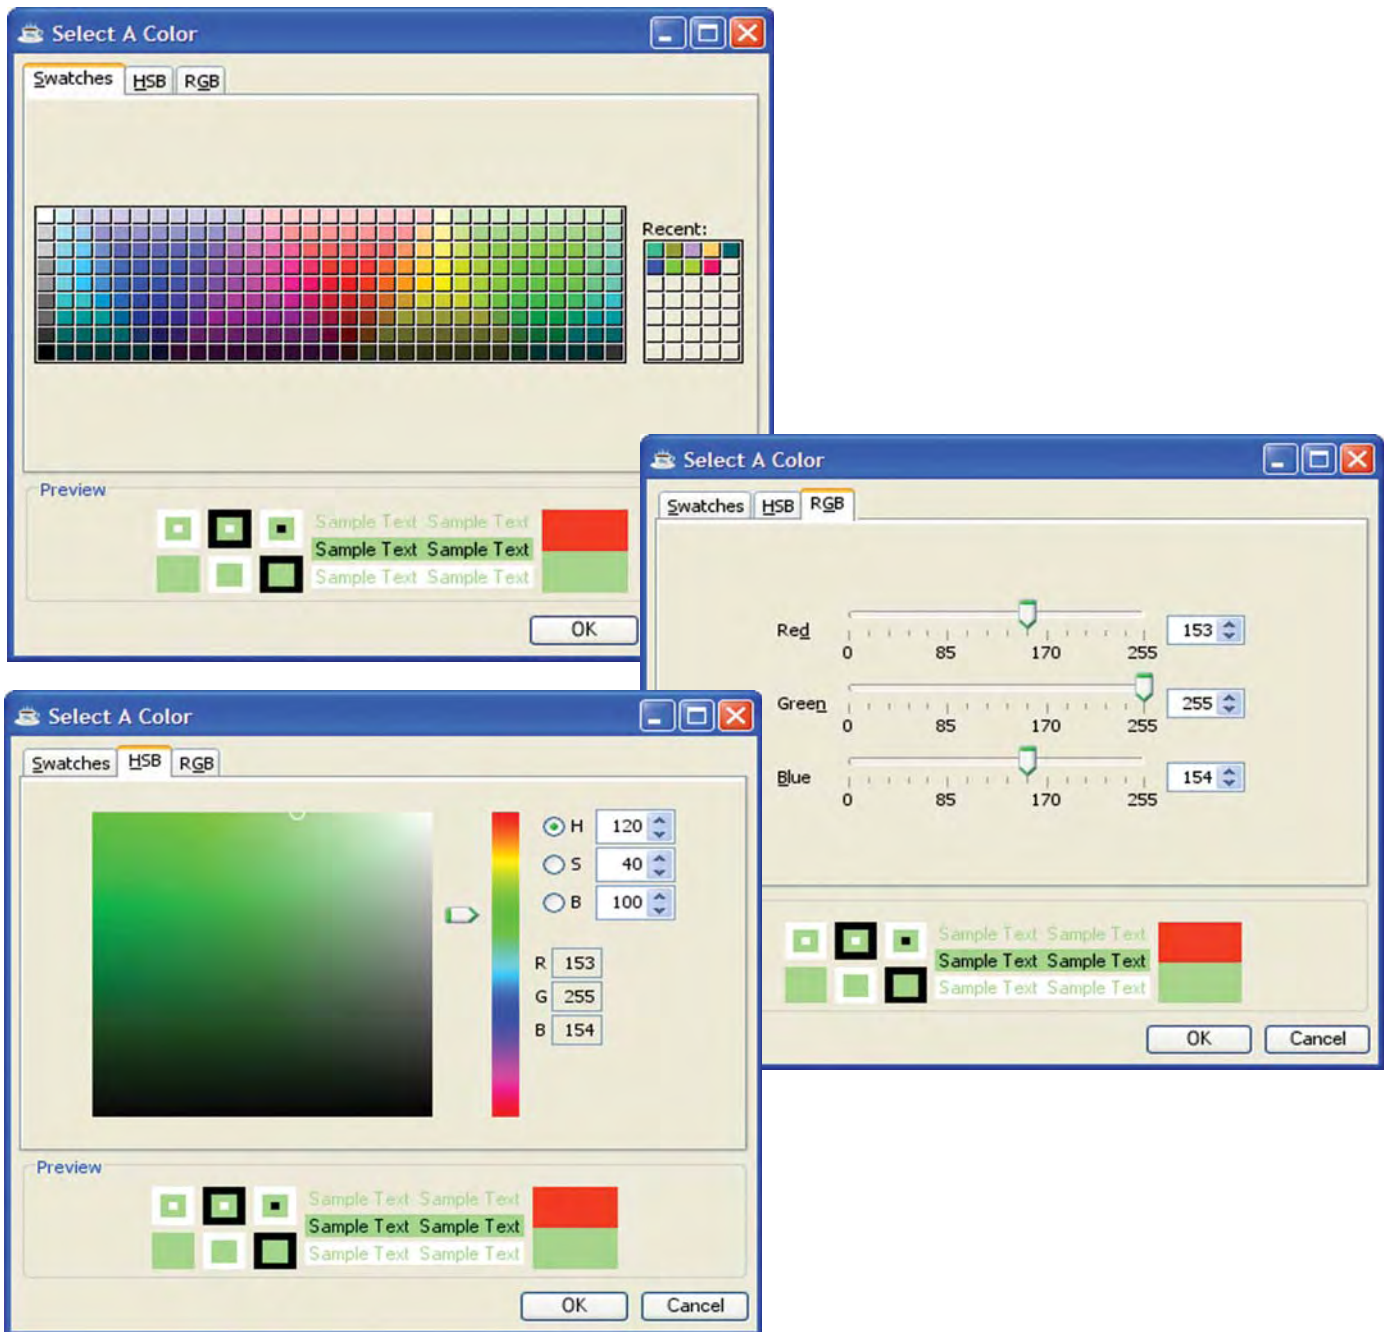 Select A Color
Swatches HSB RGB
Recent:
Preview
Sample Text Sample Text
Sample Text Sample Text
Sample Text Sample Text
OK
Select A Color
Swatches HSB RGB
Red 153
0 85 170 255
Green 255
0 85 170 255
Blue 154
0 85 170 255
Sample Text Sample Text
Sample Text Sample Text
Sample Text Sample Text
OK Cancel
Select A Color
Swatches HSB RGB
H 120
S 40
B 100
R 153
G 255
B 154
Preview
Sample Text Sample Text
Sample Text Sample Text
Sample Text Sample Text
OK Cancel